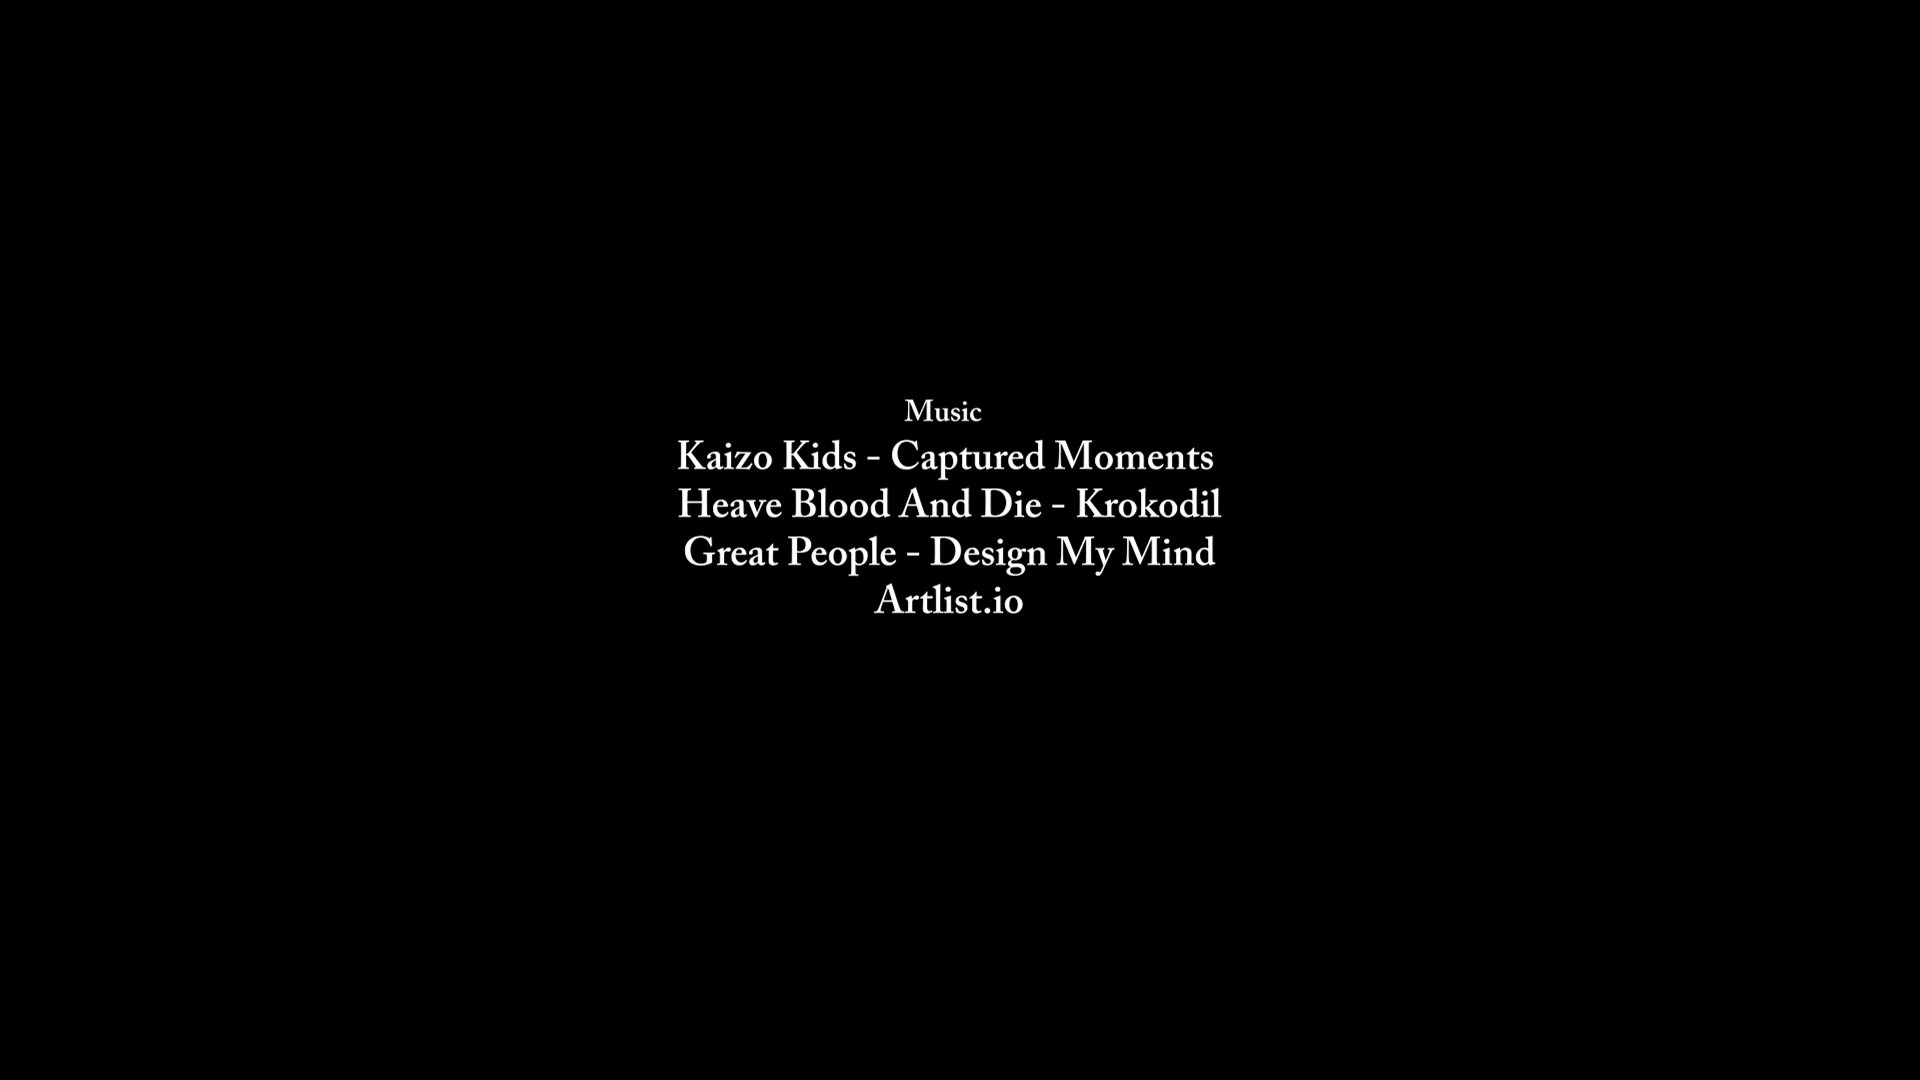 Music
Kaizo Kids - Captured Moments
Heave Blood And Die - Krokodil
Great People - Design My Mind
Artlist.io